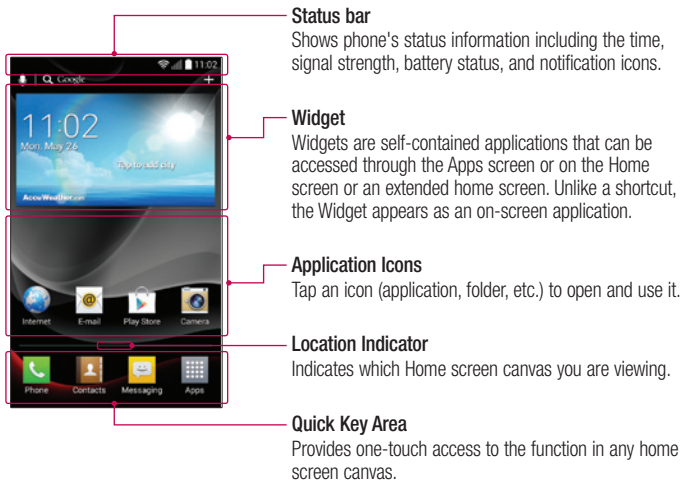 Status bar
Shows phone's status information including the time,
signal strength, battery status, and notification icons.
11:02
Google
Widget
Widgets are self-contained applications that can be
accessed through the Apps screen or on the Home
screen or an extended home screen. Unlike a shortcut,
the Widget appears as an on-screen application.
11:02
Mon, May 26
Tap to add city
AccuWeather.com
Application Icons
Tap an icon (application, folder, etc.) to open and use it.
Internet E-mail Play Store Camera
Location Indicator
Indicates which Home screen canvas you are viewing.
Phone Contacts Messaging Apps
Quick Key Area
Provides one-touch access to the function in any home
screen canvas.